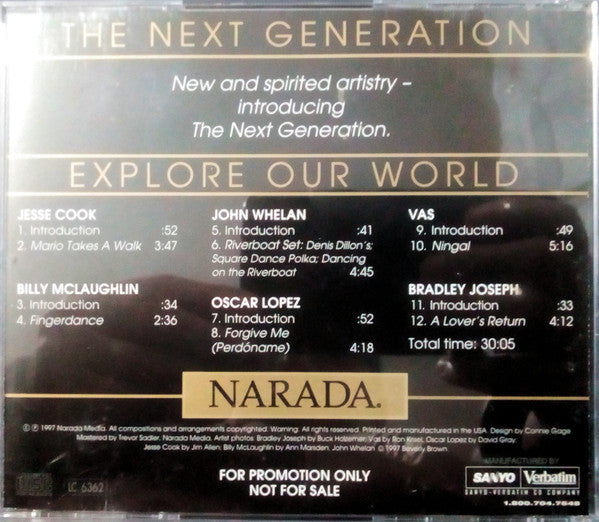 THE NEXT GENERATION
New and spirited artistry –
introducing
The Next Generation.
EXPLORE OUR WORLD
JESSE COOK
1. Introduction :52
2. Mario Takes A Walk 3:47
BILLY MCLAUGHLIN
3. Introduction :34
4. Fingerdance 2:36
JOHN WHELAN
5. Introduction :41
6. Riverboat Set: Denis Dillon's;
Square Dance Polka; Dancing
on the Riverboat 4:45
OSCAR LOPEZ
7. Introduction :52
8. Forgive Me
(Perdóname) 4:18
VAS
9. Introduction :49
10. Ningal 5:16
BRADLEY JOSEPH
11. Introduction :33
12. A Lover's Return 4:12
Total time: 30:05
NARADA®
℗ © 1997 Narada Media. All compositions and arrangements copyrighted. Warning: All rights reserved. Printed and manufactured in the USA. Design by Connie Gage
Mastered by Trevor Sadler, Narada Media. Artist photos: Bradley Joseph by Buck Holzemer; Vas by Ron Krisel; Oscar Lopez by David Gray;
Jesse Cook by Jim Allen; Billy McLaughlin by Ann Marsden; John Whelan © 1997 Beverly Brown.
LC 6362
FOR PROMOTION ONLY
NOT FOR SALE
MANUFACTURED BY
SANYO Verbatim
SANYO-VERBATIM CD COMPANY
1.800.704.7648